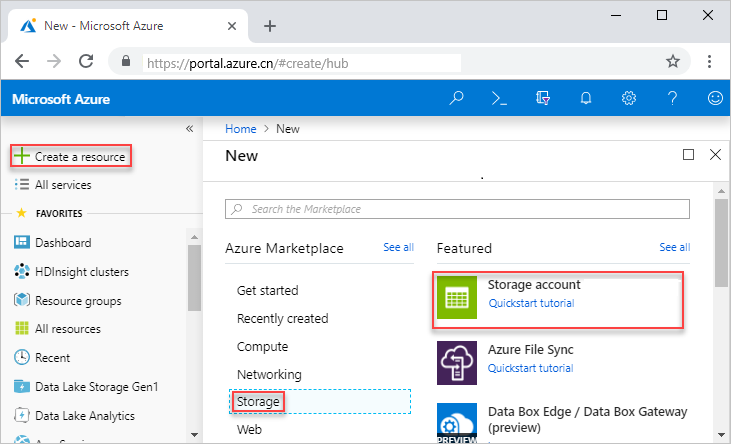 New - Microsoft Azure
https://portal.azure.cn/#create/hub
Microsoft Azure
Create a resource
All services
FAVORITES
Dashboard
HDInsight clusters
Resource groups
All resources
Recent
Data Lake Storage Gen1
Data Lake Analytics
Home > New
New
Search the Marketplace
Azure Marketplace See all
Get started
Recently created
Compute
Networking
Storage
Web
Featured See all
Storage account
Quickstart tutorial
Azure File Sync
Quickstart tutorial
PREVIEW
Data Box Edge / Data Box Gateway
(preview)